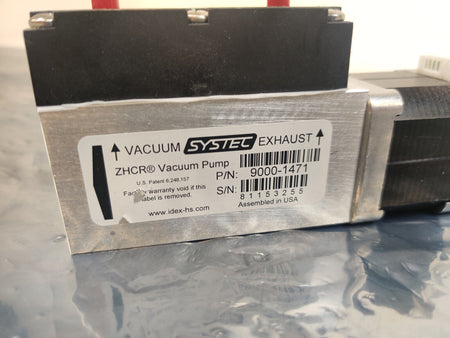 ↑ VACUUM SYSTEC EXHAUST ↑
ZHCR® Vacuum Pump
P/N: 9000-1471
U.S. Patent 6,248,157
Factory warranty void if this
label is removed.
S/N: 81153255
www.idex-hs.com
Assembled in USA